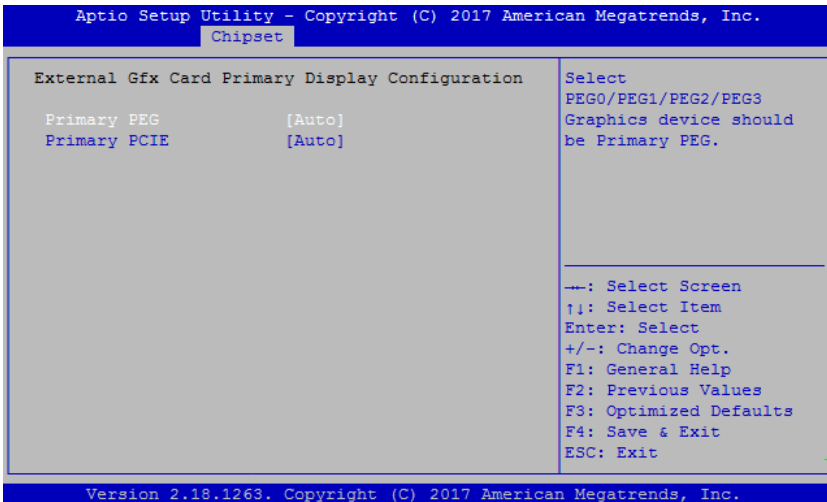 Aptio Setup Utility - Copyright (C) 2017 American Megatrends, Inc.
Chipset
External Gfx Card Primary Display Configuration
Primary PEG [Auto]
Primary PCIE [Auto]
Select
PEG0/PEG1/PEG2/PEG3
Graphics device should
be Primary PEG.
→←: Select Screen
↑↓: Select Item
Enter: Select
+/-: Change Opt.
F1: General Help
F2: Previous Values
F3: Optimized Defaults
F4: Save & Exit
ESC: Exit
Version 2.18.1263. Copyright (C) 2017 American Megatrends, Inc.